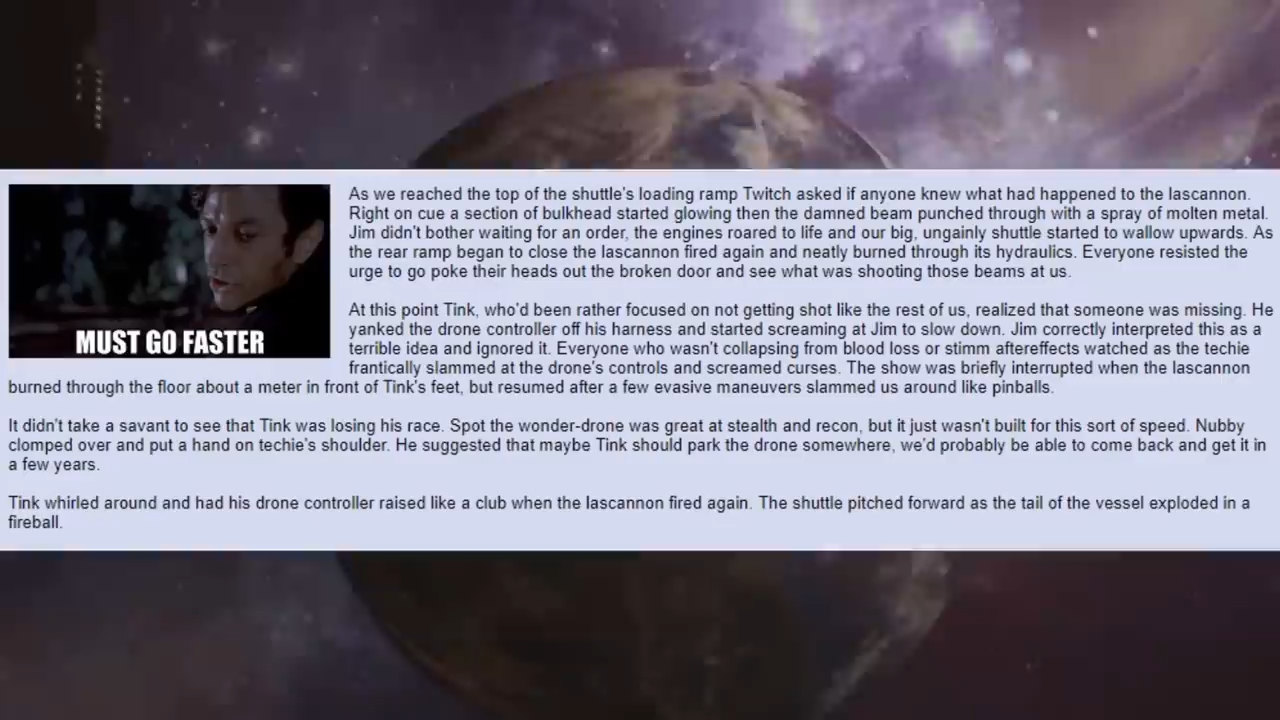 As we reached the top of the shuttle's loading ramp Twitch asked if anyone knew what had happened to the lascannon.
Right on cue a section of bulkhead started glowing then the damned beam punched through with a spray of molten metal.
Jim didn't bother waiting for an order, the engines roared to life and our big, ungainly shuttle started to wallow upwards. As
the rear ramp began to close the lascannon fired again and neatly burned through its hydraulics. Everyone resisted the
urge to go poke their heads out the broken door and see what was shooting those beams at us.
MUST GO FASTER
At this point Tink, who'd been rather focused on not getting shot like the rest of us, realized that someone was missing. He
yanked the drone controller off his harness and started screaming at Jim to slow down. Jim correctly interpreted this as a
terrible idea and ignored it. Everyone who wasn't collapsing from blood loss or stimm aftereffects watched as the techie
frantically slammed at the drone's controls and screamed curses. The show was briefly interrupted when the lascannon
burned through the floor about a meter in front of Tink's feet, but resumed after a few evasive maneuvers slammed us around like pinballs.
It didn't take a savant to see that Tink was losing his race. Spot the wonder-drone was great at stealth and recon, but it just wasn't built for this sort of speed. Nubby
clomped over and put a hand on techie's shoulder. He suggested that maybe Tink should park the drone somewhere, we'd probably be able to come back and get it in
a few years.
Tink whirled around and had his drone controller raised like a club when the lascannon fired again. The shuttle pitched forward as the tail of the vessel exploded in a
fireball.